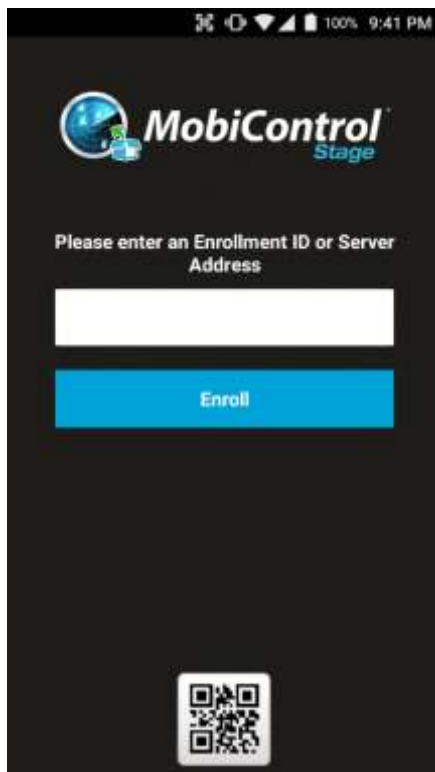 100% 9:41 PM
MobiControl
Stage
Please enter an Enrollment ID or Server
Address
Enroll